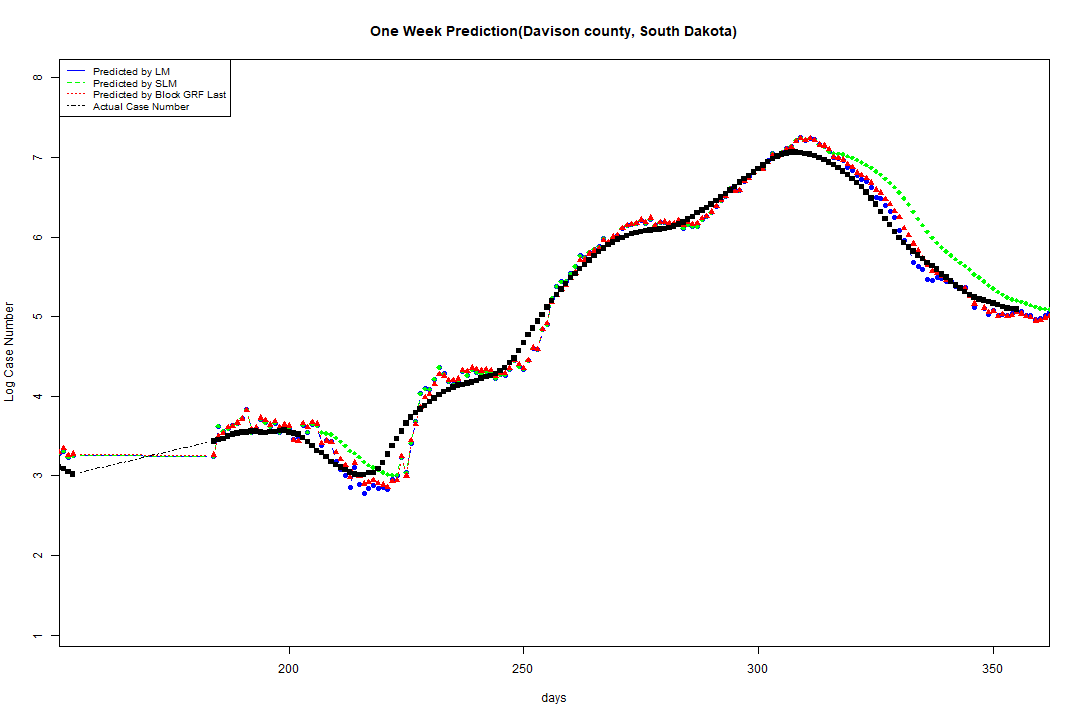 One Week Prediction(Davison county, South Dakota)
Predicted by LM
Predicted by SLM
Predicted by Block GRF Last
Actual Case Number
8
7
6
5
4
3
2
1
Log Case Number
200 250 300 350
days